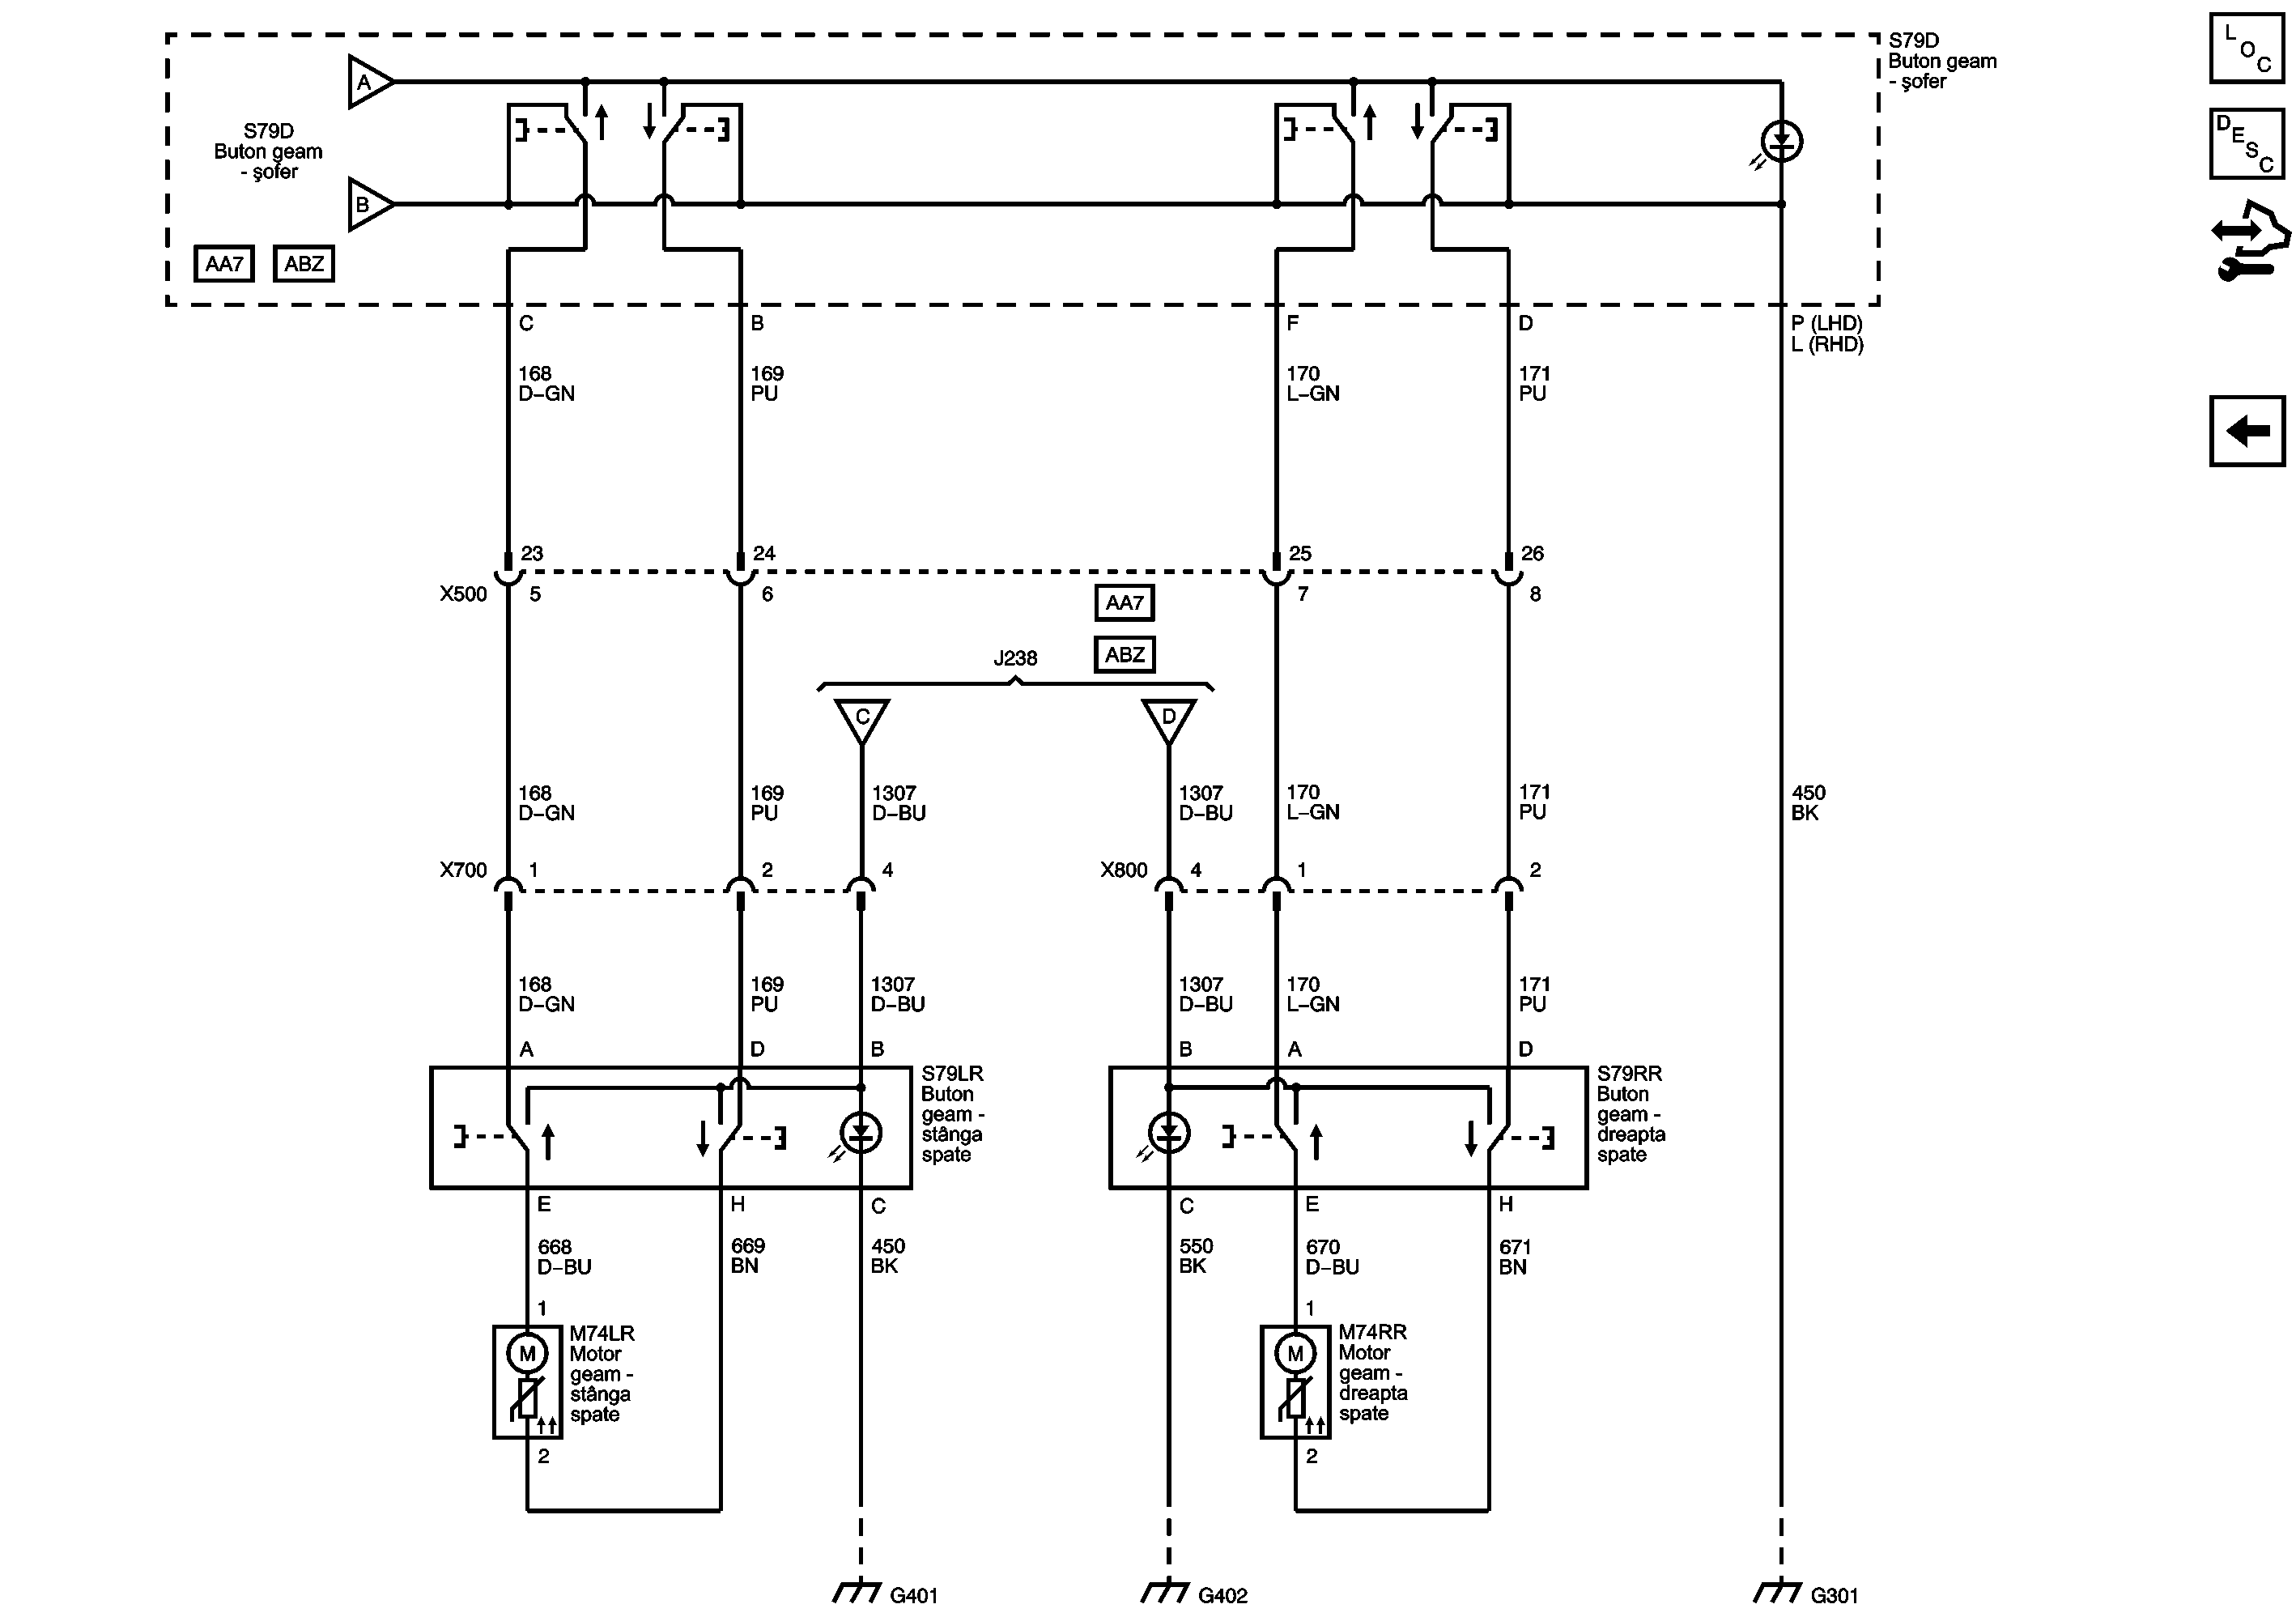 S79D
Buton geam
- şofer
L
O
C
A
S79D
Buton geam
- şofer
D
E
S
C
B
AA7
ABZ
C
B
F
D
P (LHD)
L (RHD)
168
D-GN
169
PU
170
L-GN
171
PU
23
24
25
26
X500
5
6
7
8
AA7
ABZ
J238
C
D
168
D-GN
169
PU
1307
D-BU
1307
D-BU
170
L-GN
171
PU
450
BK
X700
1
2
4
X800
4
1
2
168
D-GN
169
PU
1307
D-BU
1307
D-BU
170
L-GN
171
PU
A
D
B
B
A
D
S79LR
Buton
geam -
stânga
spate
S79RR
Buton
geam -
dreapta
spate
E
H
C
C
E
H
668
D-BU
669
BN
450
BK
550
BK
670
D-BU
671
BN
1
M
M74LR
Motor
geam -
stânga
spate
2
1
M
M74RR
Motor
geam -
dreapta
spate
2
G401
G402
G301